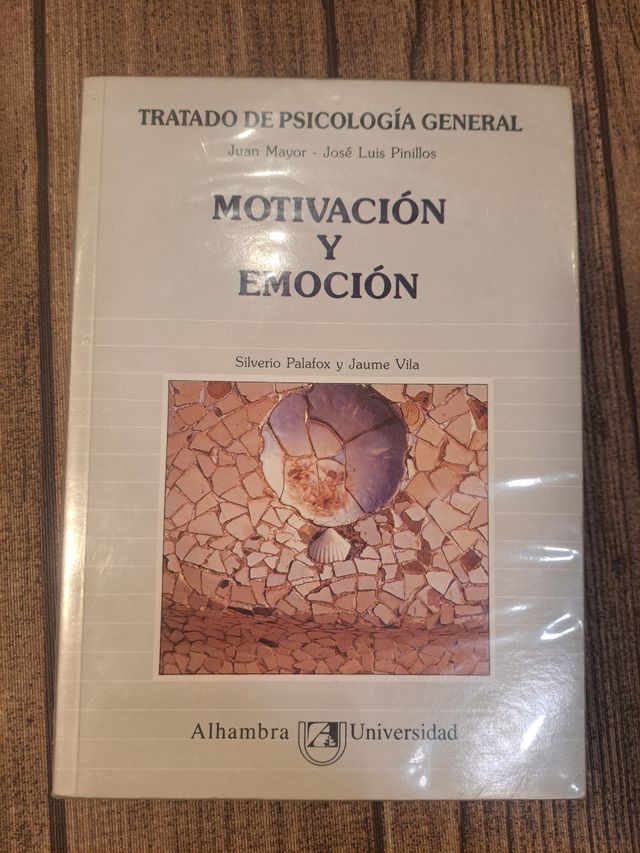 TRATADO DE PSICOLOGÍA GENERAL
Juan Mayor - José Luis Pinillos
MOTIVACIÓN
Y
EMOCIÓN
Silverio Palafox y Jaume Vila
Alhambra Universidad